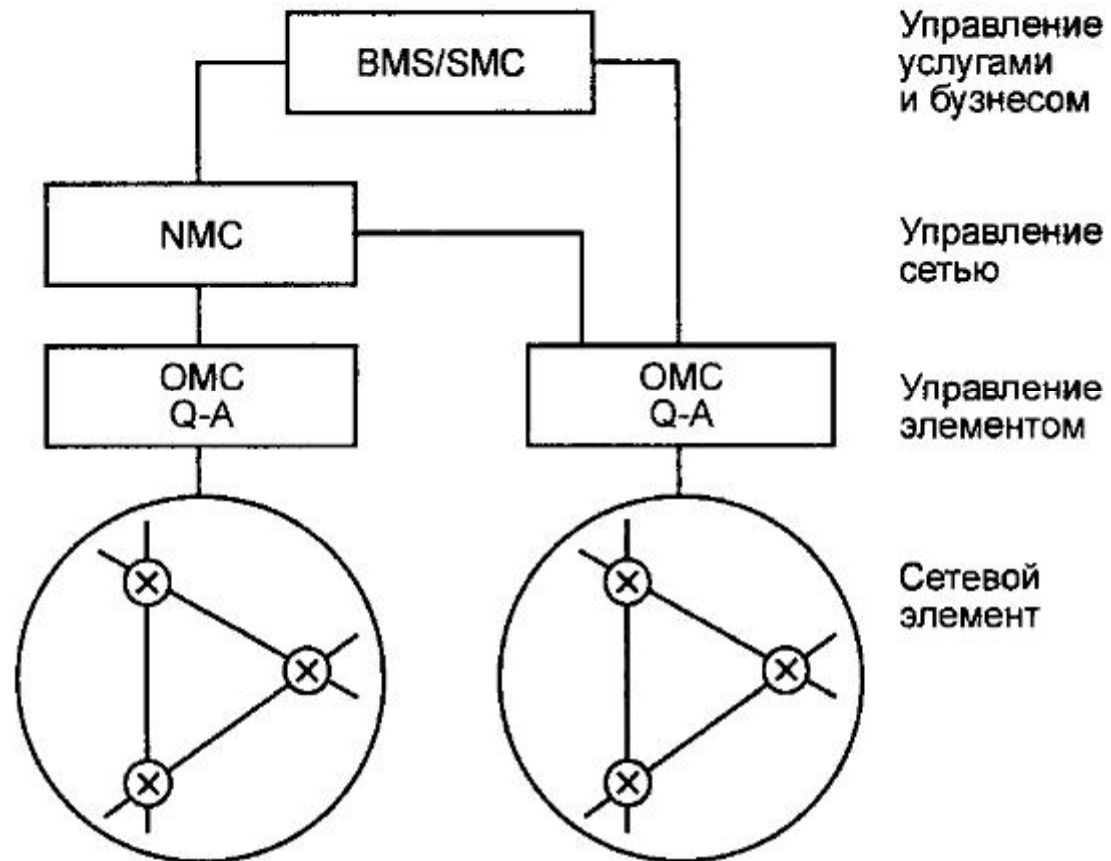 BMS/SMC
Управление
услугами
и бузнесом
NMC
Управление
сетью
OMC
Q-A
OMC
Q-A
Управление
элементом
Сетевой
элемент